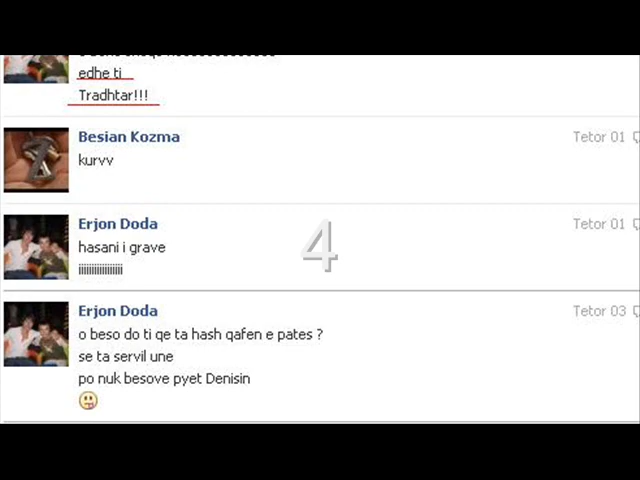 edhe ti
Tradhtar!!!
Besian Kozma
Tetor 01
kurvv
Erjon Doda
Tetor 01
hasani i grave
iiiiiiiiiiiiiiii
4
Erjon Doda
Tetor 03
o beso do ti qe ta hash qafen e pates ?
se ta servil une
po nuk besove pyet Denisin